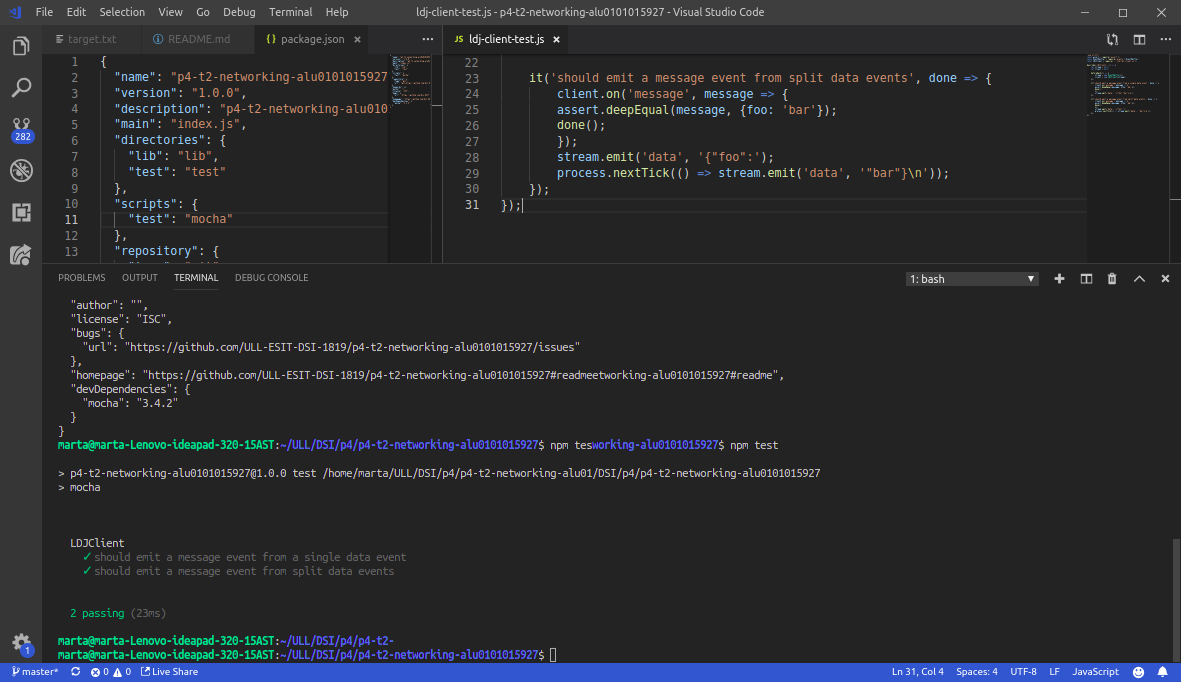 File Edit Selection View Go Debug Terminal Help
ldj-client-test.js - p4-t2-networking-alu0101015927 - Visual Studio Code
target.txt
README.md
{} package.json ×
···
JS ldj-client-test.js ×
···
282
1
1 {
2 "name": "p4-t2-networking-alu0101015927
3 "version": "1.0.0",
4 "description": "p4-t2-networking-alu010
5 "main": "index.js",
6 "directories": {
7 "lib": "lib",
8 "test": "test"
9 },
10 "scripts": {
11 "test": "mocha"
12 },
13 "repository": {
22
23 it('should emit a message event from split data events', done => {
24 client.on('message', message => {
25 assert.deepEqual(message, {foo: 'bar'});
26 done();
27 });
28 stream.emit('data', '{"foo":');
29 process.nextTick(() => stream.emit('data', '"bar"}\n'));
30 });
31 });
PROBLEMS OUTPUT TERMINAL DEBUG CONSOLE
1: bash
"author": "",
"license": "ISC",
"bugs": {
"url": "https://github.com/ULL-ESIT-DSI-1819/p4-t2-networking-alu0101015927/issues"
},
"homepage": "https://github.com/ULL-ESIT-DSI-1819/p4-t2-networking-alu0101015927#readmeetworking-alu0101015927#readme",
"devDependencies": {
"mocha": "3.4.2"
}
}
marta@marta-Lenovo-ideapad-320-15AST:~/ULL/DSI/p4/p4-t2-networking-alu0101015927$ npm tesworking-alu0101015927$ npm test
> p4-t2-networking-alu0101015927@1.0.0 test /home/marta/ULL/DSI/p4/p4-t2-networking-alu01/DSI/p4/p4-t2-networking-alu0101015927
> mocha
LDJClient
✓ should emit a message event from a single data event
✓ should emit a message event from split data events
2 passing (23ms)
marta@marta-Lenovo-ideapad-320-15AST:~/ULL/DSI/p4/p4-t2-
marta@marta-Lenovo-ideapad-320-15AST:~/ULL/DSI/p4/p4-t2-networking-alu0101015927$
master* 0 0 Live Share
Ln 31, Col 4 Spaces: 4 UTF-8 LF JavaScript